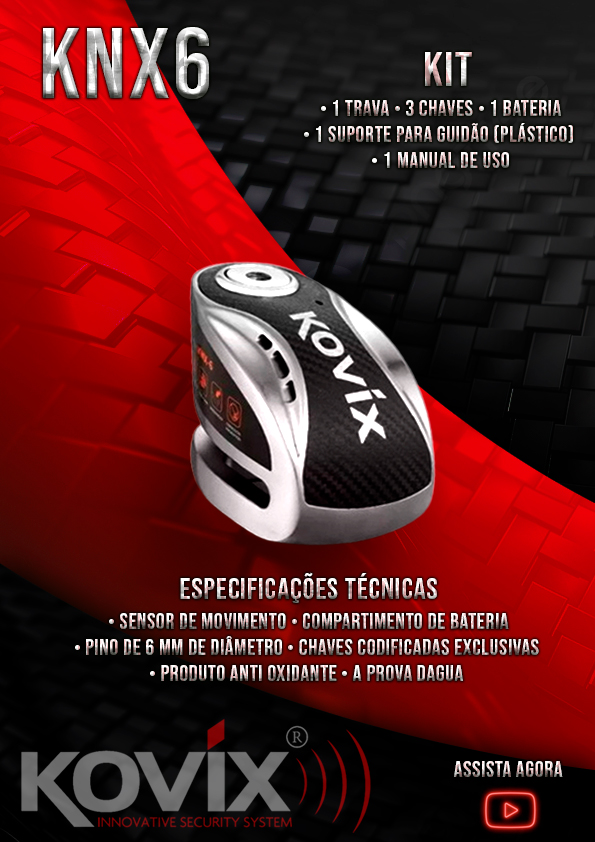 KNX6
KIT
• 1 TRAVA • 3 CHAVES • 1 BATERIA
• 1 SUPORTE PARA GUIDÃO (PLÁSTICO)
• 1 MANUAL DE USO
KOVIX
ESPECIFICAÇÕES TÉCNICAS
• SENSOR DE MOVIMENTO • COMPARTIMENTO DE BATERIA
• PINO DE 6 MM DE DIÂMETRO • CHAVES CODIFICADAS EXCLUSIVAS
• PRODUTO ANTI OXIDANTE • A PROVA DAGUA
KOVIX®
INNOVATIVE SECURITY SYSTEM
ASSISTA AGORA